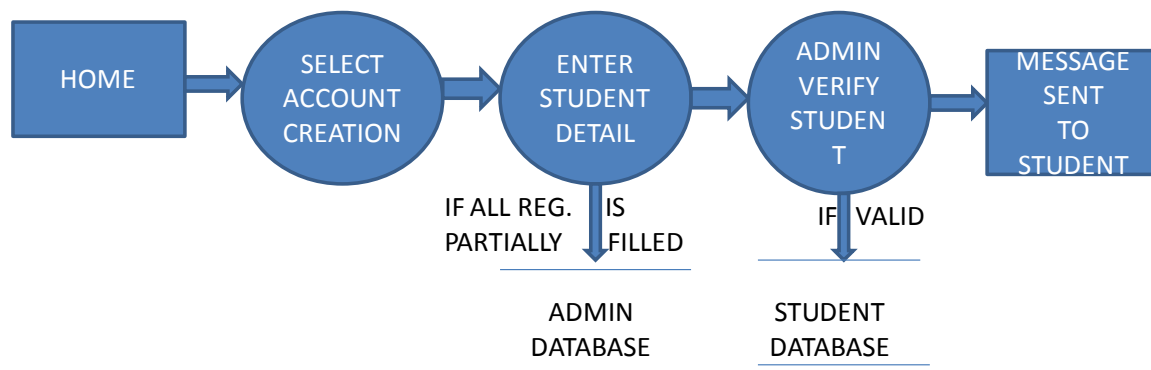 HOME
SELECT
ACCOUNT
CREATION
ENTER
STUDENT
DETAIL
ADMIN
VERIFY
STUDEN
T
MESSAGE
SENT
TO
STUDENT
IF ALL REG. IS
PARTIALLY FILLED
IF VALID
ADMIN
DATABASE
STUDENT
DATABASE